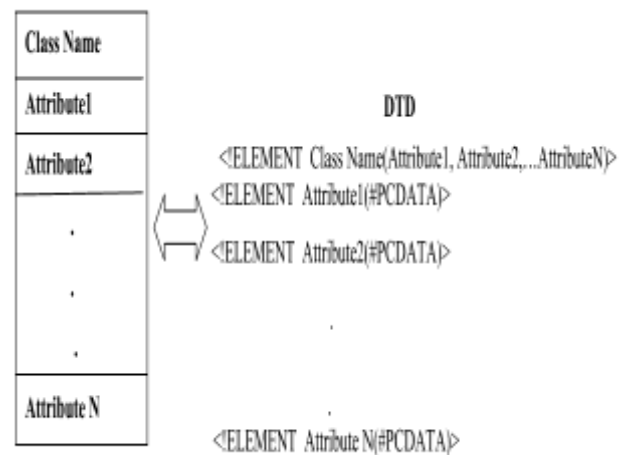 Class Name
Attribute1
Attribute2
.
.
.
Attribute N
DTD
<!ELEMENT Class Name(Attribute1, Attribute2,...AttributeN)>
<!ELEMENT Attribute1(#PCDATA)>
<!ELEMENT Attribute2(#PCDATA)>
.
.
<!ELEMENT Attribute N(#PCDATA)>